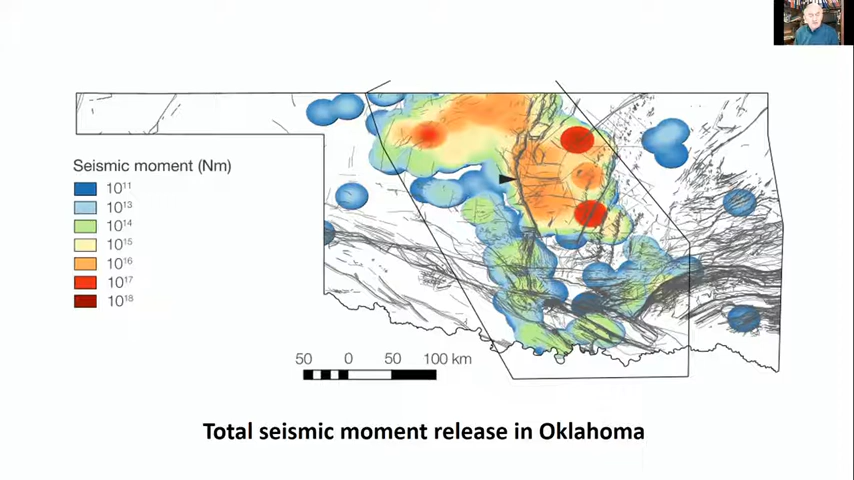 Seismic moment (Nm)
10¹¹
10¹³
10¹⁴
10¹⁵
10¹⁶
10¹⁷
10¹⁸
50 0 50 100 km
Total seismic moment release in Oklahoma